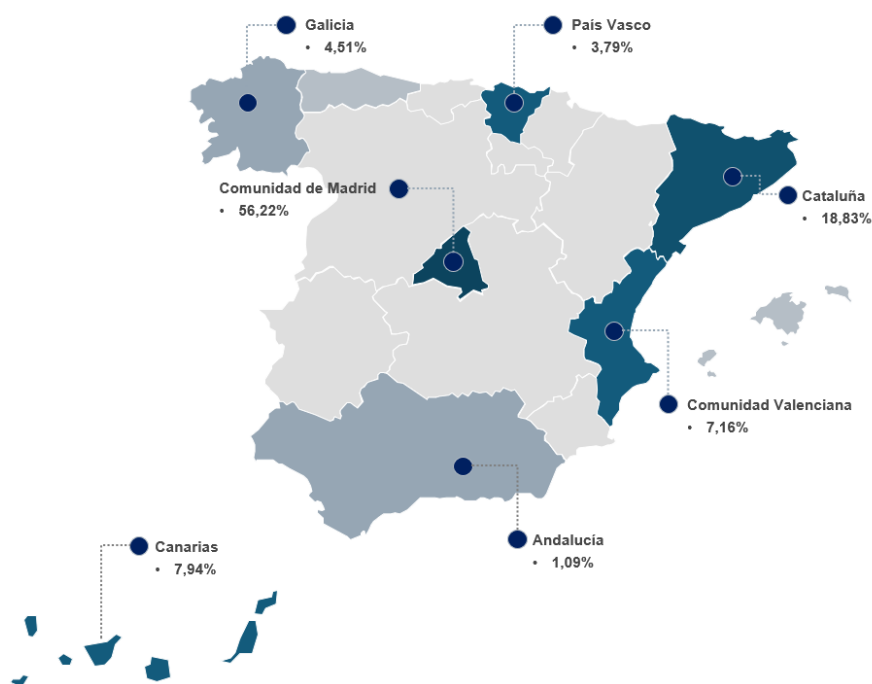 Galicia
• 4,51%
País Vasco
• 3,79%
Comunidad de Madrid
• 56,22%
Cataluña
• 18,83%
Comunidad Valenciana
• 7,16%
Andalucía
• 1,09%
Canarias
• 7,94%